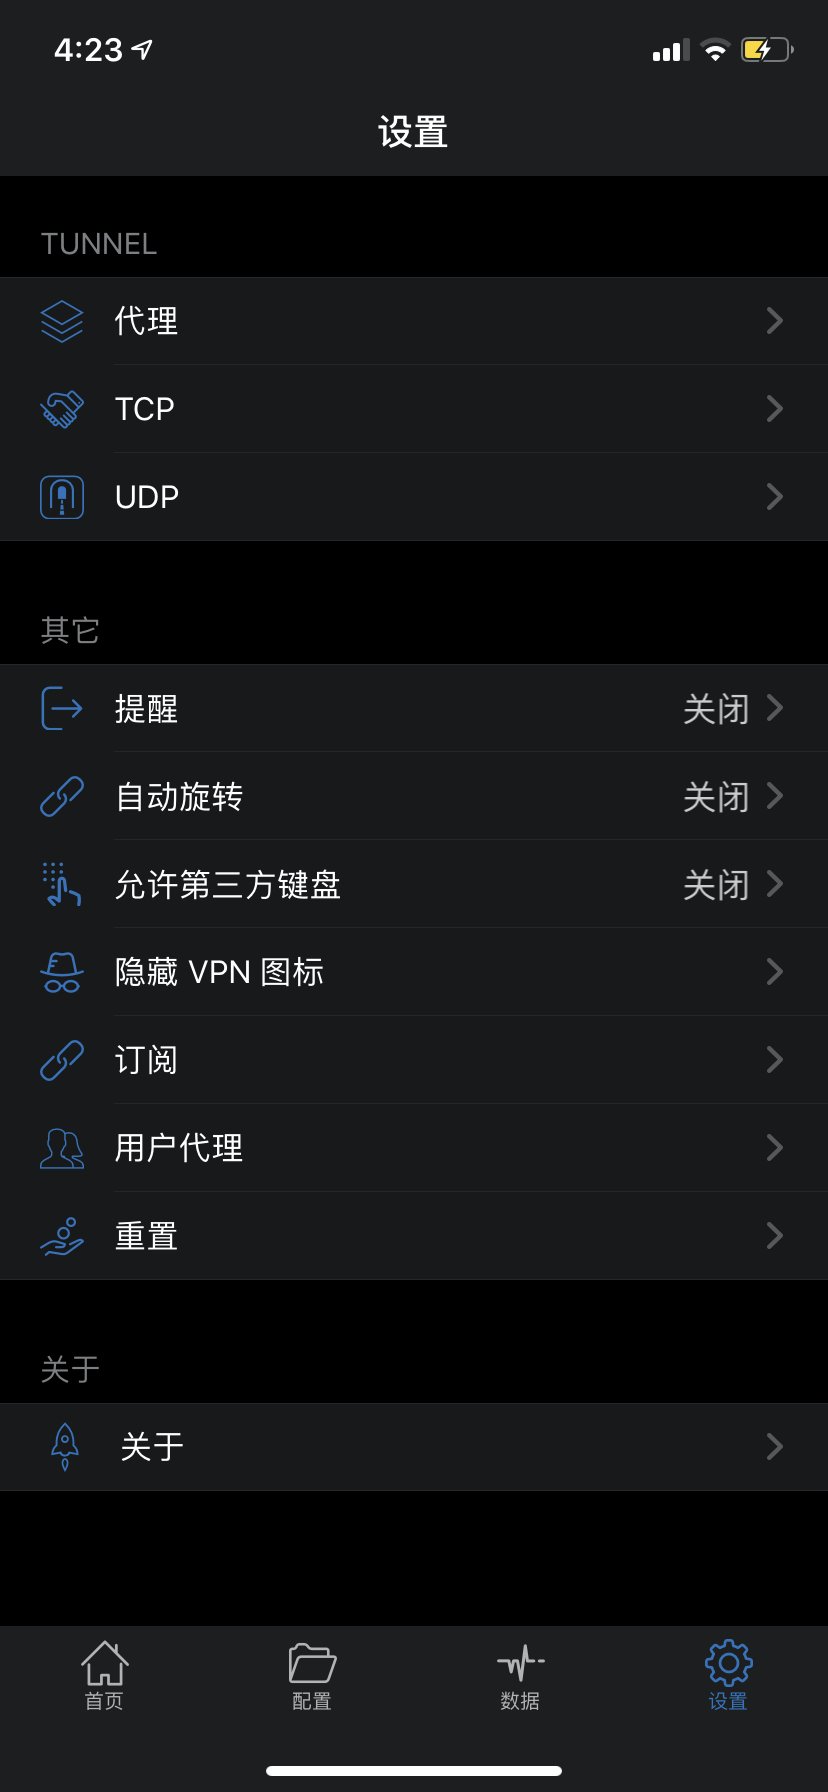 4:23
设置
TUNNEL
代理
TCP
UDP
其它
提醒 关闭
自动旋转 关闭
允许第三方键盘 关闭
隐藏 VPN 图标
订阅
用户代理
重置
关于
关于
首页 配置 数据 设置